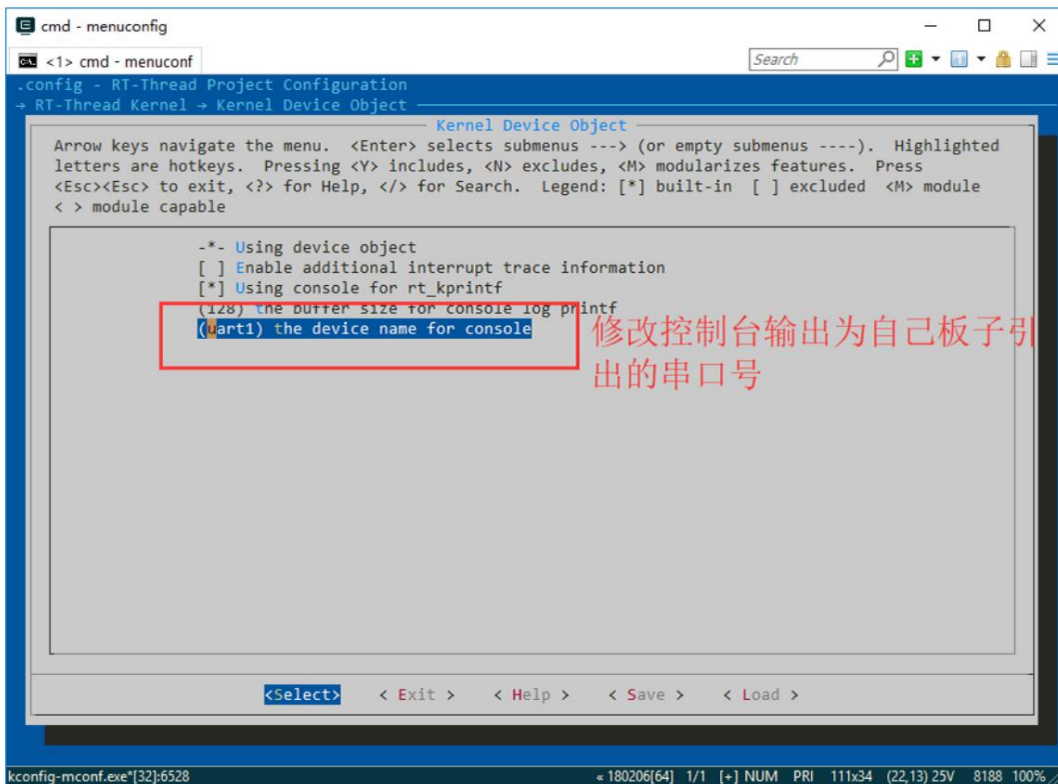 cmd - menuconfig
<1> cmd - menuconf
Search
.config - RT-Thread Project Configuration
→ RT-Thread Kernel → Kernel Device Object
Kernel Device Object
Arrow keys navigate the menu.  <Enter> selects submenus ---> (or empty submenus ----).  Highlighted
letters are hotkeys.  Pressing <Y> includes, <N> excludes, <M> modularizes features.  Press
<Esc><Esc> to exit, <?> for Help, </> for Search.  Legend: [*] built-in  [ ] excluded  <M> module
< > module capable
-*- Using device object
[ ] Enable additional interrupt trace information
[*] Using console for rt_kprintf
(128) the buffer size for console log printf
(uart1) the device name for console
修改控制台输出为自己板子引
出的串口号
<Select>    < Exit >    < Help >    < Save >    < Load >
kconfig-mconf.exe*[32]:6528
« 180206[64]  1/1  [+] NUM  PRI  111x34  (22,13) 25V  8188  100%